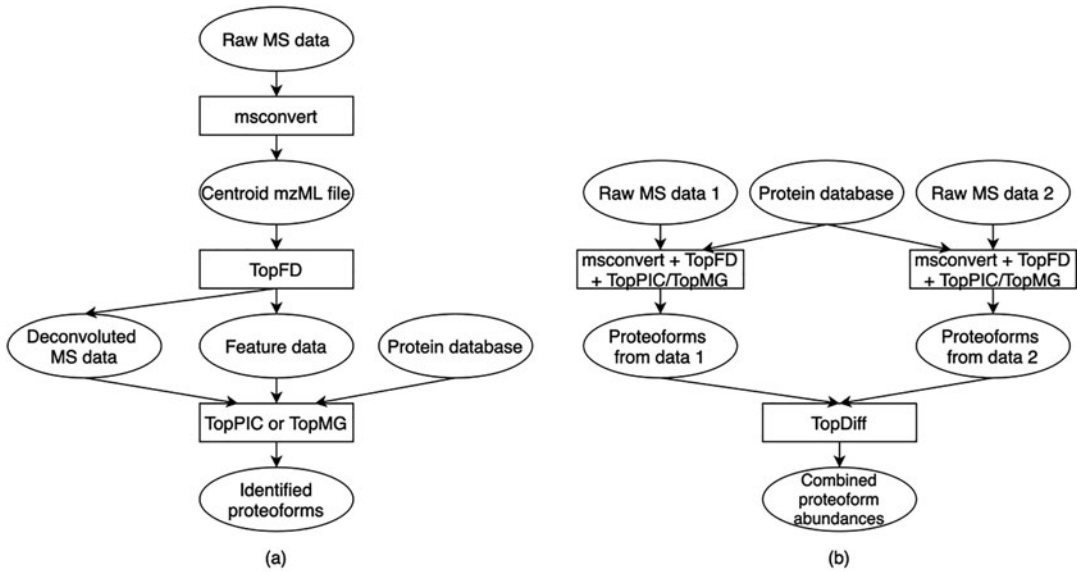 Raw MS data
msconvert
Centroid mzML file
TopFD
Deconvoluted
MS data
Feature data
Protein database
TopPIC or TopMG
Identified
proteoforms
(a)
Raw MS data 1
Protein database
Raw MS data 2
msconvert + TopFD
+ TopPIC/TopMG
msconvert + TopFD
+ TopPIC/TopMG
Proteoforms
from data 1
Proteoforms
from data 2
TopDiff
Combined
proteoform
abundances
(b)